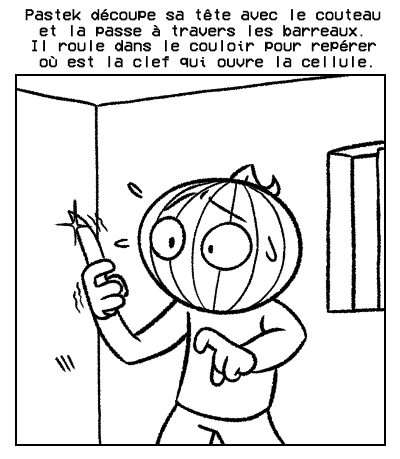 Pastek découpe sa tête avec le couteau
et la passe à travers les barreaux.
Il roule dans le couloir pour repérer
où est la clef qui ouvre la cellule.